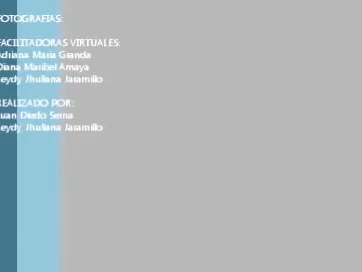 FOTOGRAFIAS:
FACILITADORAS VIRTUALES:
Adriana Maria Granda
Diana Maribel Amaya
Leydy Jhuliana Jaramillo
REALIZADO POR:
Juan Diedo Serna
Leydy Jhuliana Jaramillo